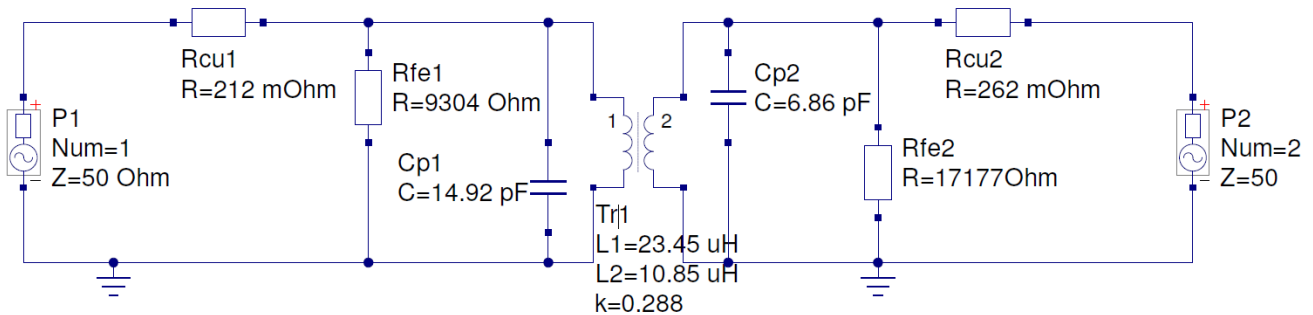 P1
Num=1
Z=50 Ohm
Rcu1
R=212 mOhm
Rfe1
R=9304 Ohm
Cp1
C=14.92 pF
1
2
Tr1
L1=23.45 uH
L2=10.85 uH
k=0.288
Cp2
C=6.86 pF
Rfe2
R=17177Ohm
Rcu2
R=262 mOhm
P2
Num=2
Z=50